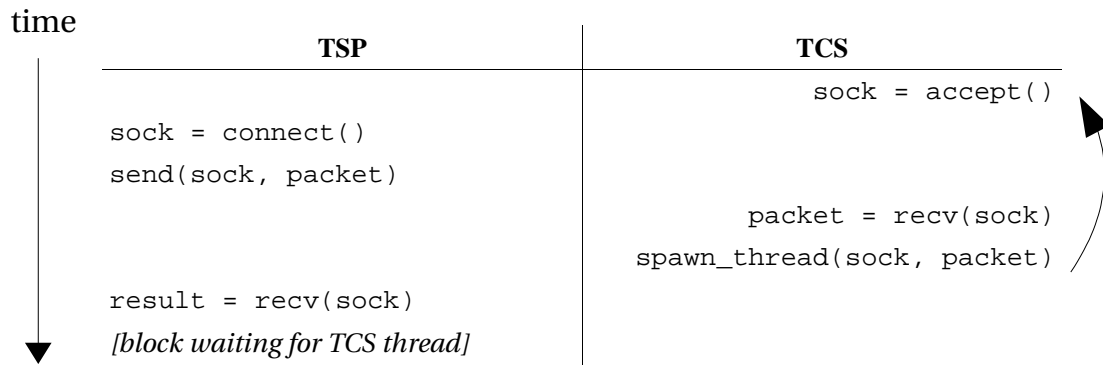 time
TSP TCS
sock = accept()
sock = connect()
send(sock, packet)
packet = recv(sock)
spawn_thread(sock, packet)
result = recv(sock)
[block waiting for TCS thread]